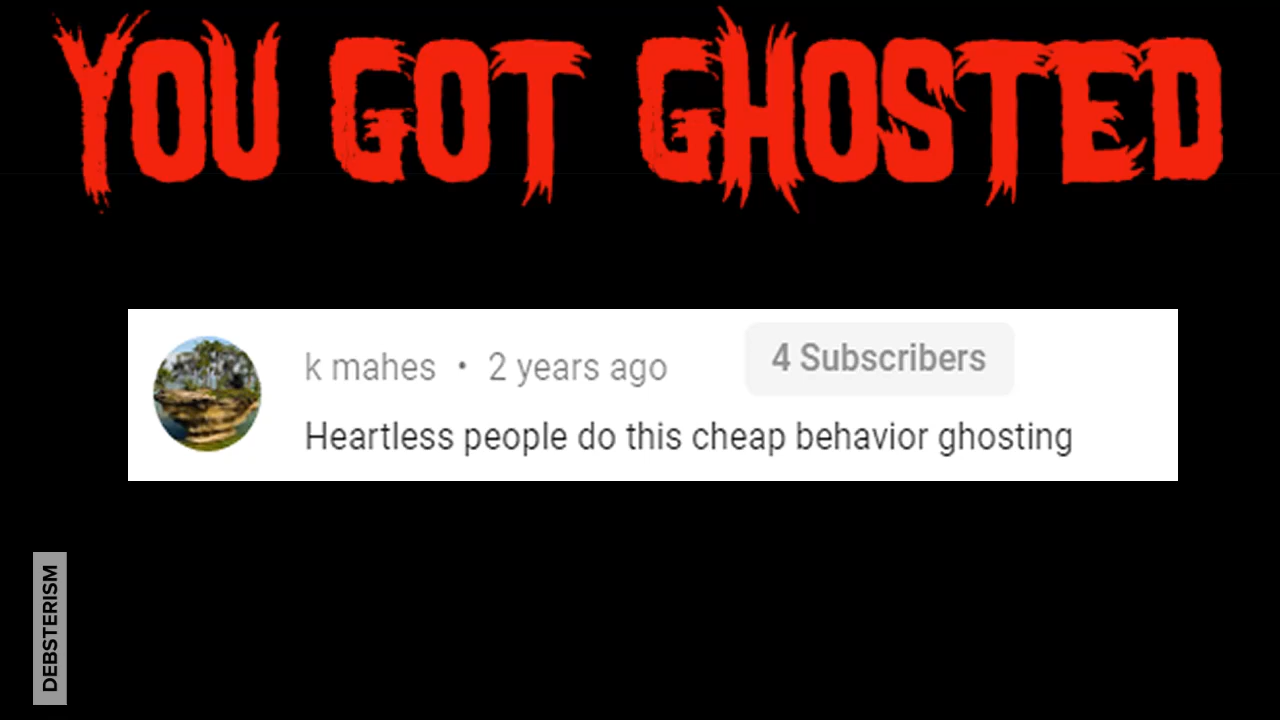 YOU GOT GHOSTED
k mahes • 2 years ago
4 Subscribers
Heartless people do this cheap behavior ghosting
DEBSTERISM